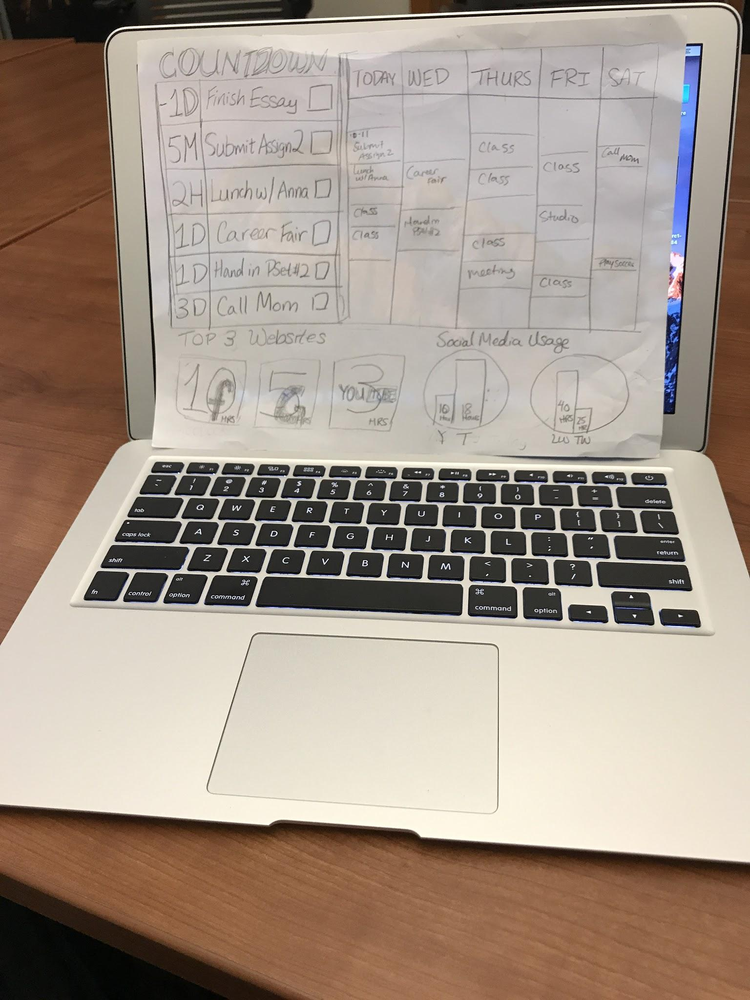 COUNTDOWN
-1D Finish Essay
5M Submit Assign2
2H Lunch w/ Anna
1D Career Fair
1D Hand in PSet#2
3D Call Mom
TODAY WED THURS FRI SAT
10-11
Submit
Assign 2
Lunch
w/ Anna
Class
Class
Career
Fair
Hand in
PSet#2
Class
Class
Class
meeting
Class
Studio
Class
Call
Mom
Play Soccer
TOP 3 Websites
1 f HRS
5 G HRS
3 YOUTUBE HRS
Social Media Usage
10
Hours
18
Hours
Y T
40
HRS
25
HR
LW TW
esc F1 F2 F3 F4 F5 F6 F7 F8 F9 F10 F11 F12
~ ` ! 1 @ 2 # 3 $ 4 % 5 ^ 6 & 7 * 8 ( 9 ) 0 — - + = delete
tab Q W E R T Y U I O P { [ } ] | \
caps lock A S D F G H J K L : ; " ' enter return
shift Z X C V B N M < , > . ? / shift
fn control alt option ⌘ command ⌘ command alt option